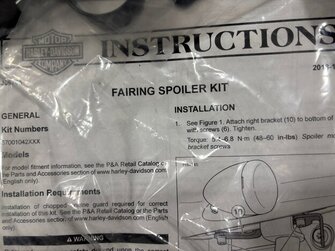 MOTOR
HARLEY-DAVIDSON
COMPANY
INSTRUCTIONS
FAIRING SPOILER KIT
GENERAL
Kit Numbers
57001042XXX
Models
For model fitment information, see the P&A Retail Catalog or
the Parts and Accessories section of www.harley-davidson.com
(English only).
Installation Requirements
Installation of chopped engine guard required for correct
installation of this kit. See the P&A Retail Catalog or the Parts
and Accessories section of www.harley-davidson.com
(English only).
WARNING
INSTALLATION
1. See Figure 1. Attach right bracket (10) to bottom of
with screws (6). Tighten.
Torque: 5.4–6.8 N·m (48–60 in-lbs) Spoiler mo
bracket screws